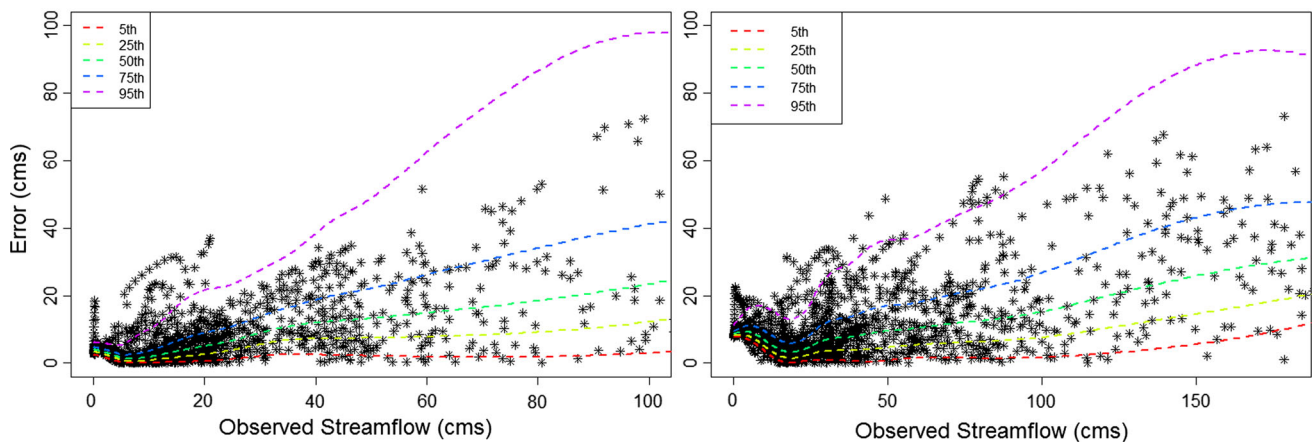 Error (cms)
100
80
60
40
20
0
5th
25th
50th
75th
95th
0 20 40 60 80 100
Observed Streamflow (cms)
100
80
60
40
20
0
5th
25th
50th
75th
95th
0 50 100 150
Observed Streamflow (cms)